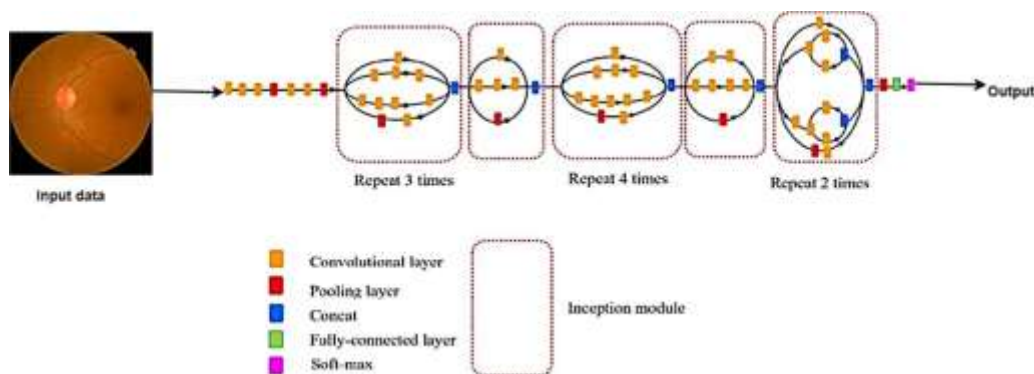 Output
Input data
Repeat 3 times
Repeat 4 times
Repeat 2 times
Convolutional layer
Pooling layer
Concat
Fully-connected layer
Soft-max
Inception module